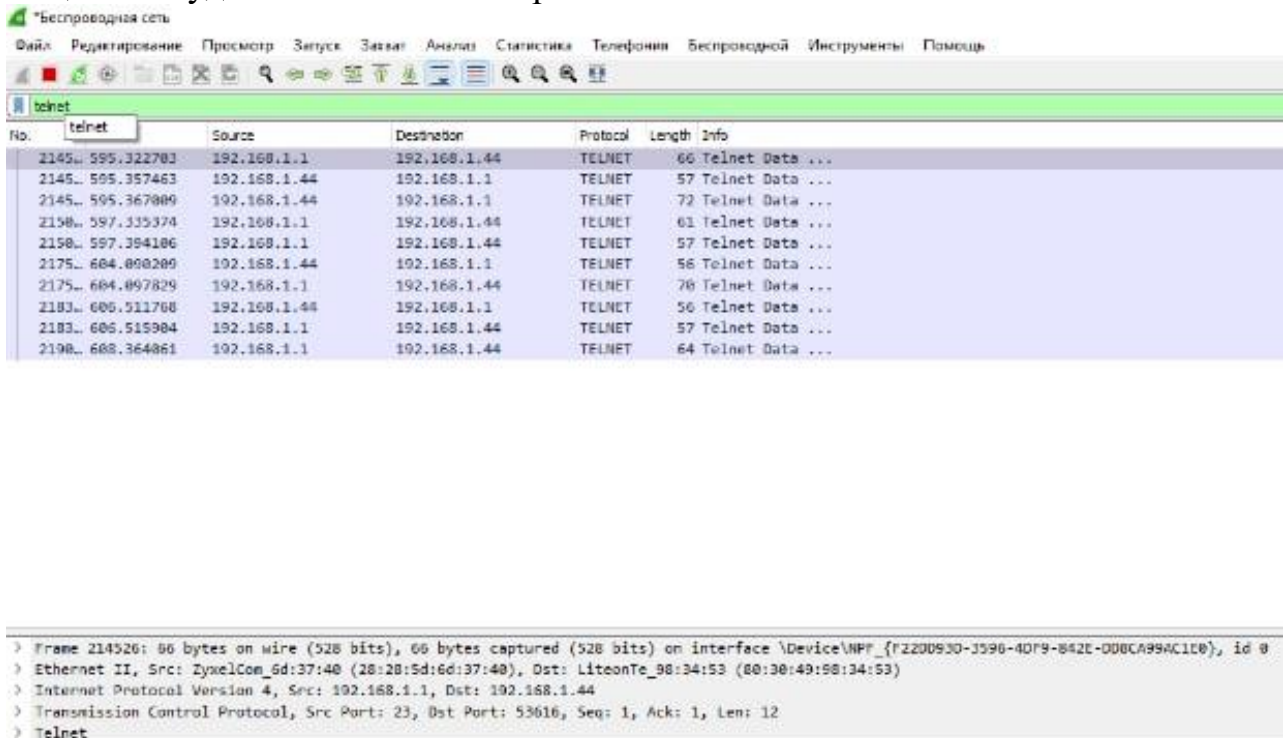 *Беспроводная сеть
Файл Редактирование Просмотр Запуск Захват Анализ Статистика Телефония Беспроводной Инструменты Помощь
telnet
telnet
No. Source Destination Protocol Length Info
2145… 595.322703 192.168.1.1 192.168.1.44 TELNET 66 Telnet Data ...
2145… 595.357463 192.168.1.44 192.168.1.1 TELNET 57 Telnet Data ...
2145… 595.367009 192.168.1.44 192.168.1.1 TELNET 72 Telnet Data ...
2150… 597.335374 192.168.1.1 192.168.1.44 TELNET 61 Telnet Data ...
2150… 597.394106 192.168.1.1 192.168.1.44 TELNET 57 Telnet Data ...
2175… 604.090209 192.168.1.44 192.168.1.1 TELNET 56 Telnet Data ...
2175… 604.097829 192.168.1.1 192.168.1.44 TELNET 70 Telnet Data ...
2183… 606.511768 192.168.1.44 192.168.1.1 TELNET 56 Telnet Data ...
2183… 606.515904 192.168.1.1 192.168.1.44 TELNET 57 Telnet Data ...
2190… 608.364061 192.168.1.1 192.168.1.44 TELNET 64 Telnet Data ...
> Frame 214526: 66 bytes on wire (528 bits), 66 bytes captured (528 bits) on interface id 0
> Ethernet II, Src: ZyxelCom_6d:37:40 (28:28:5d:6d:37:40), Dst: LiteonTe_98:34:53 (80:30:49:98:34:53)
> Internet Protocol Version 4, Src: 192.168.1.1, Dst: 192.168.1.44
> Transmission Control Protocol, Src Port: 23, Dst Port: 53616, Seq: 1, Ack: 1, Len: 12
> Telnet